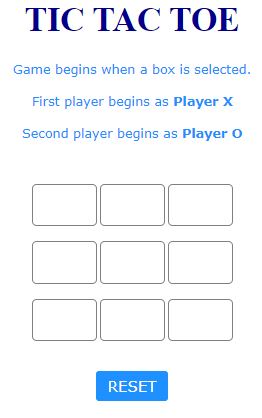 TIC TAC TOE
Game begins when a box is selected.
First player begins as Player X
Second player begins as Player O
RESET